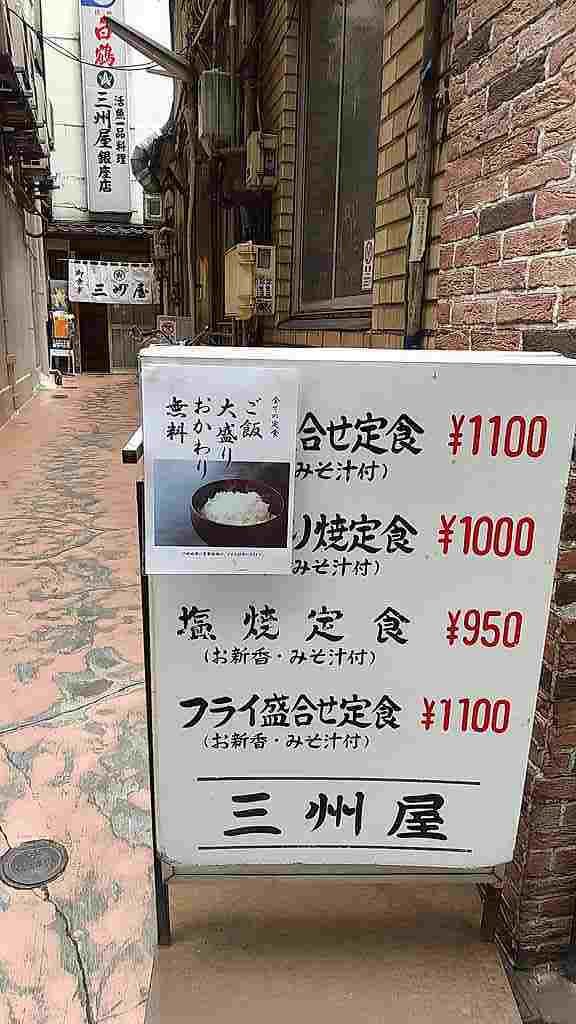 白鶴
活魚一品料理
三州屋銀座店
三州屋
全ての定食
ご飯
大盛り
おかわり
無料
合せ定食 ¥1100
みそ汁付)
り焼定食 ¥1000
みそ汁付)
塩焼定食 ¥950
(お新香・みそ汁付)
フライ盛合せ定食 ¥1100
(お新香・みそ汁付)
三州屋